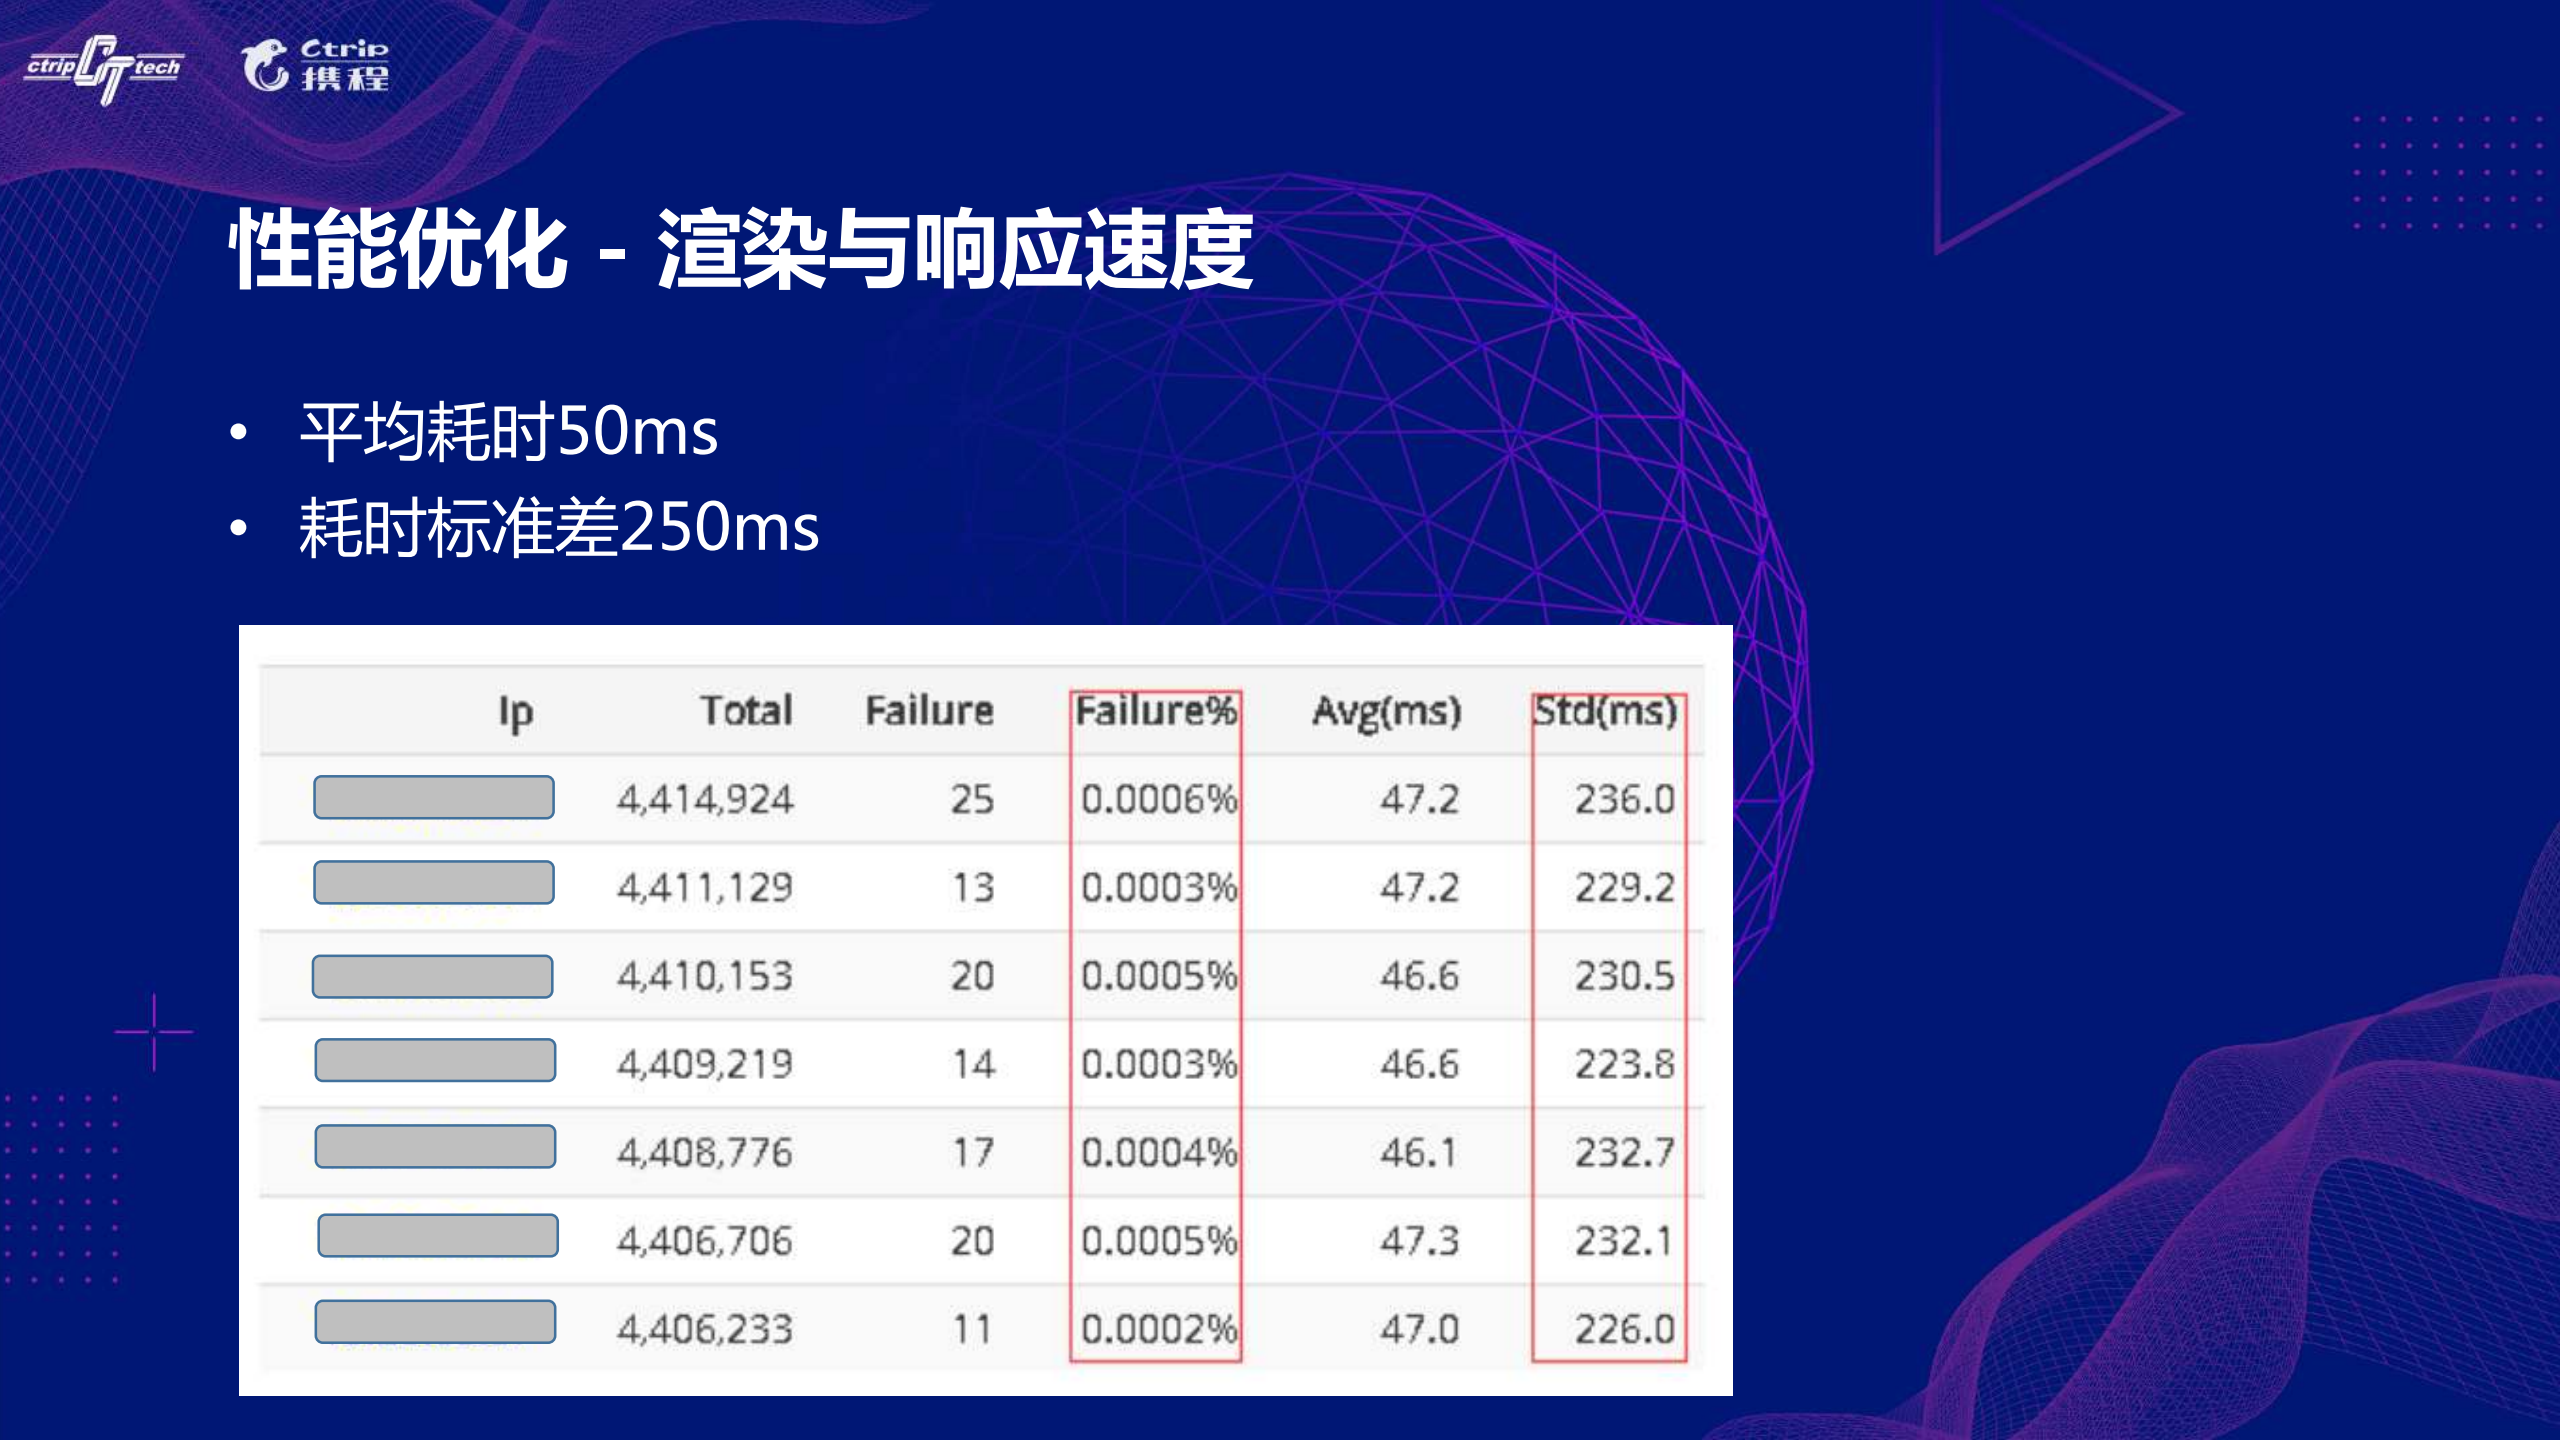 ctrip tech
Ctrip
携程
性能优化 - 渲染与响应速度
• 平均耗时50ms
• 耗时标准差250ms
Ip Total Failure Failure% Avg(ms) Std(ms)
4,414,924 25 0.0006% 47.2 236.0
4,411,129 13 0.0003% 47.2 229.2
4,410,153 20 0.0005% 46.6 230.5
4,409,219 14 0.0003% 46.6 223.8
4,408,776 17 0.0004% 46.1 232.7
4,406,706 20 0.0005% 47.3 232.1
4,406,233 11 0.0002% 47.0 226.0